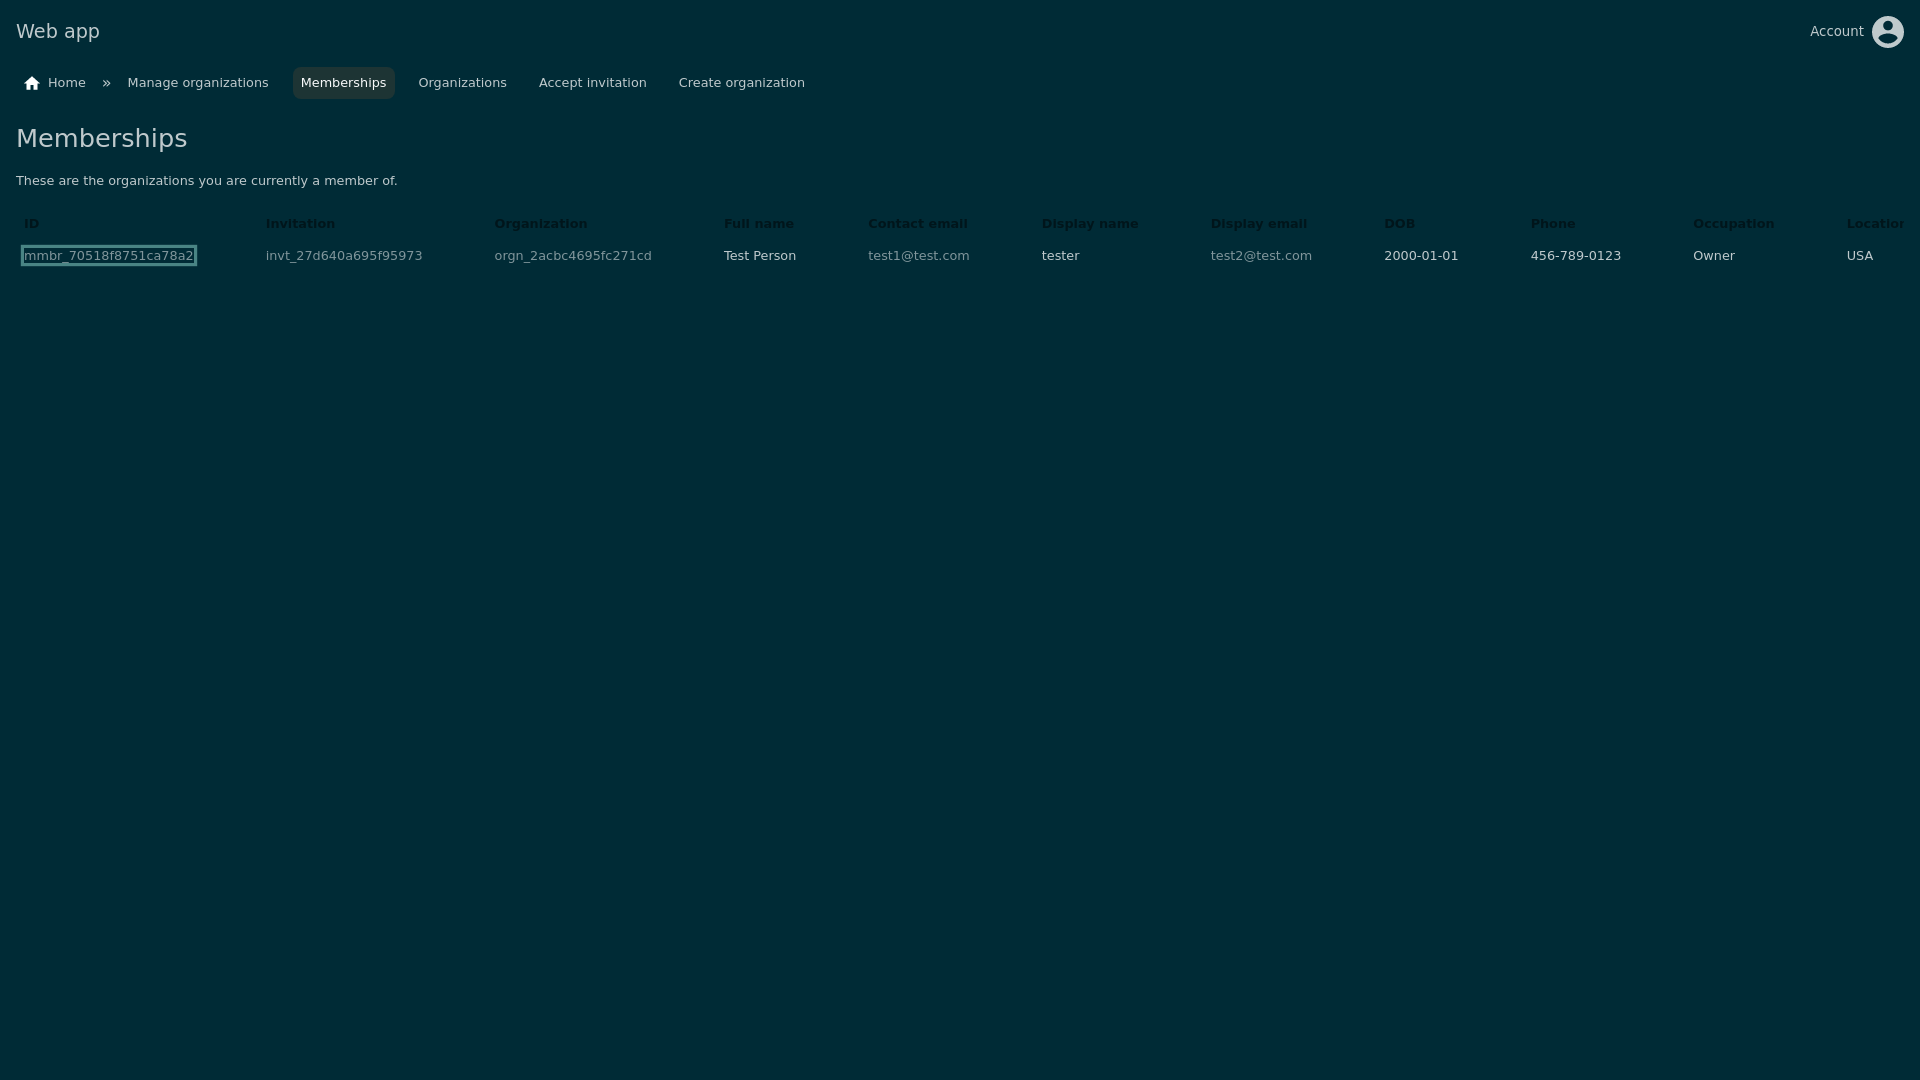 Web app
Account
Home » Manage organizations Memberships Organizations Accept invitation Create organization
Memberships
These are the organizations you are currently a member of.
ID Invitation Organization Full name Contact email Display name Display email DOB Phone Occupation Location
mmbr_70518f8751ca78a2 invt_27d640a695f95973 orgn_2acbc4695fc271cd Test Person test1@test.com tester test2@test.com 2000-01-01 456-789-0123 Owner USA